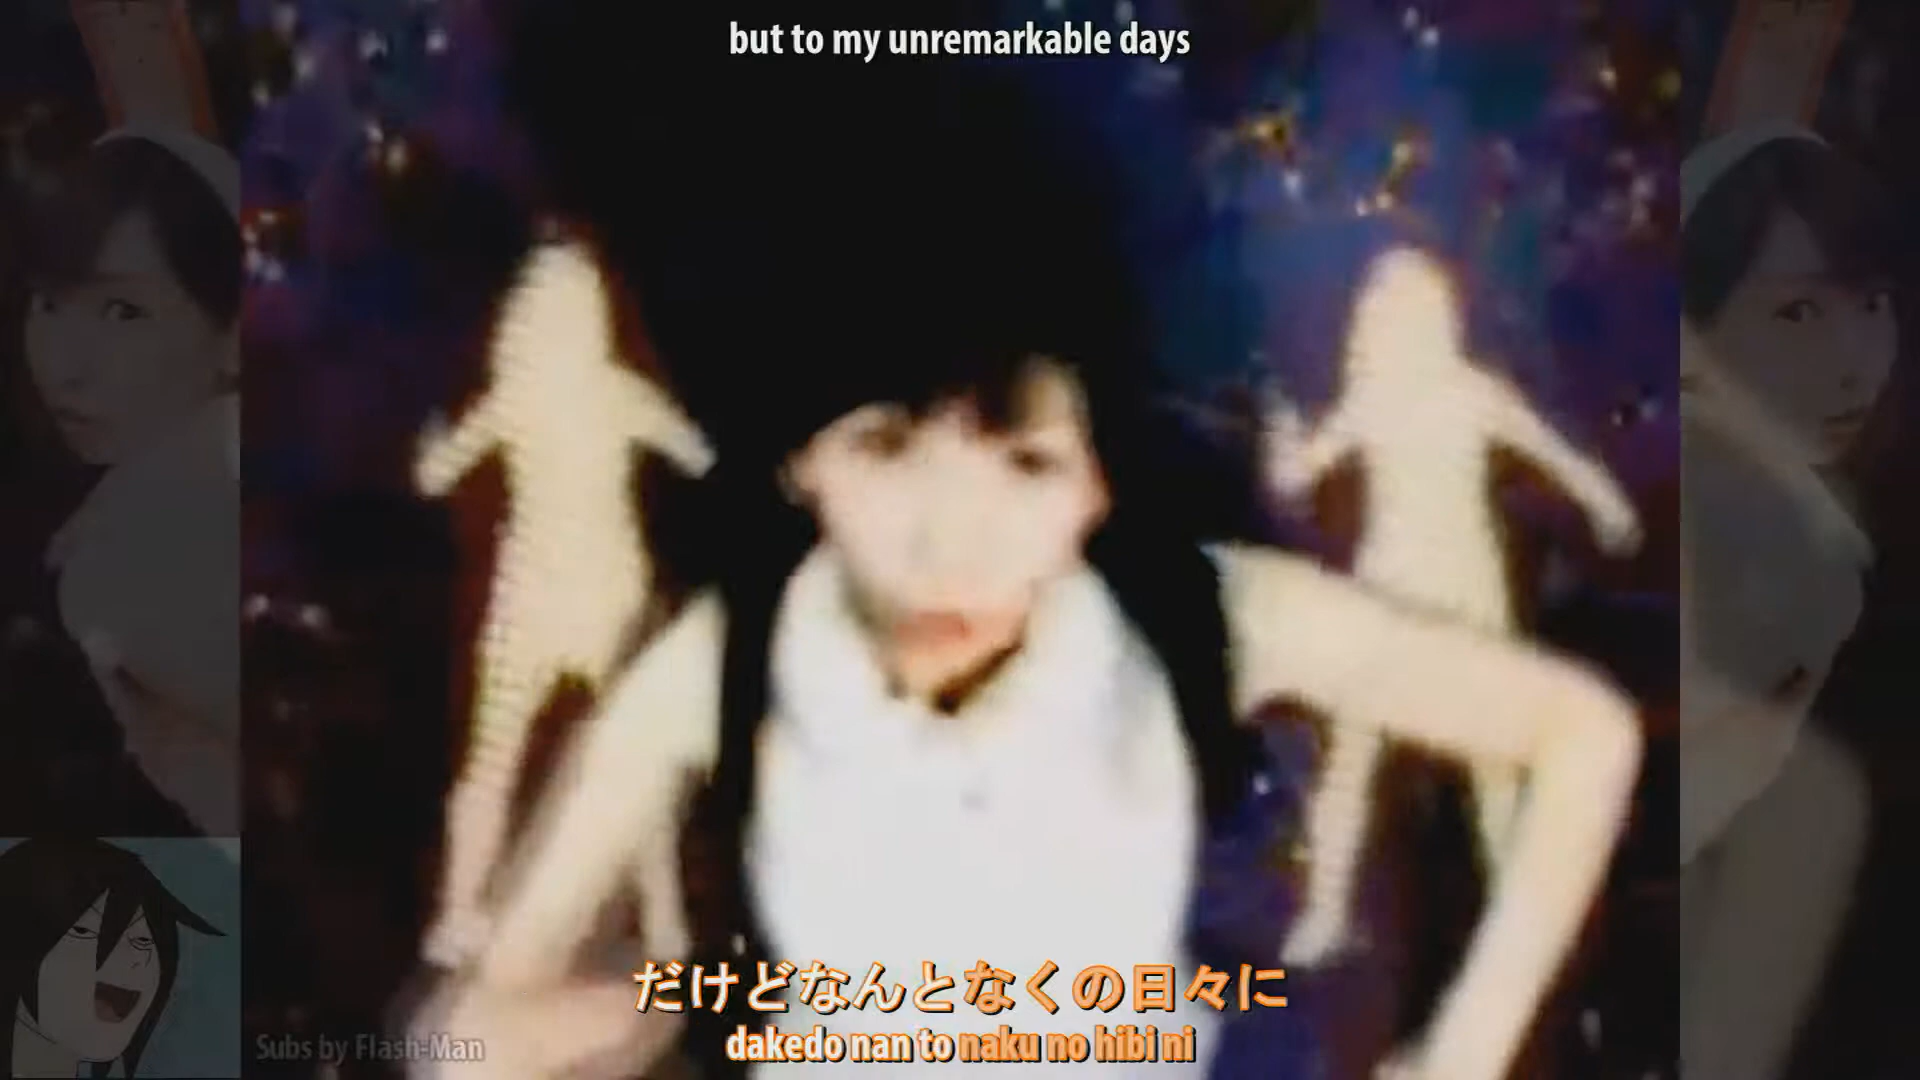 but to my unremarkable days
だけどなんとなくの日々に
dakedo nan to naku no hibi ni
Subs by Flash-Man